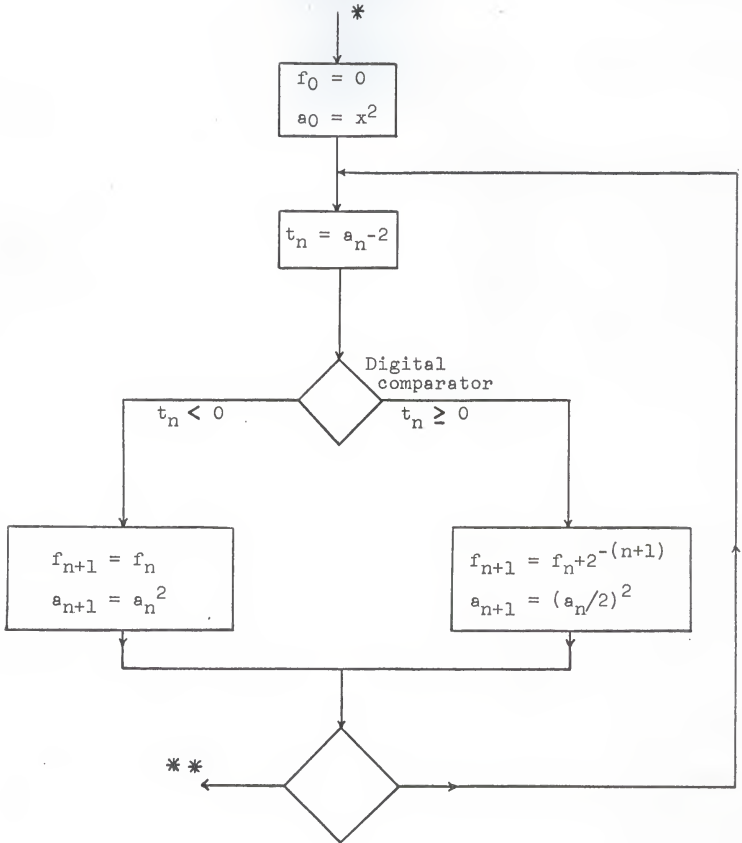 *
f₀ = 0
a₀ = x²
tₙ = aₙ-2
Digital
comparator
tₙ < 0
tₙ ≥ 0
fₙ₊₁ = fₙ
aₙ₊₁ = aₙ²
fₙ₊₁ = fₙ+2⁻⁽ⁿ⁺¹⁾
aₙ₊₁ = (aₙ/2)²
**